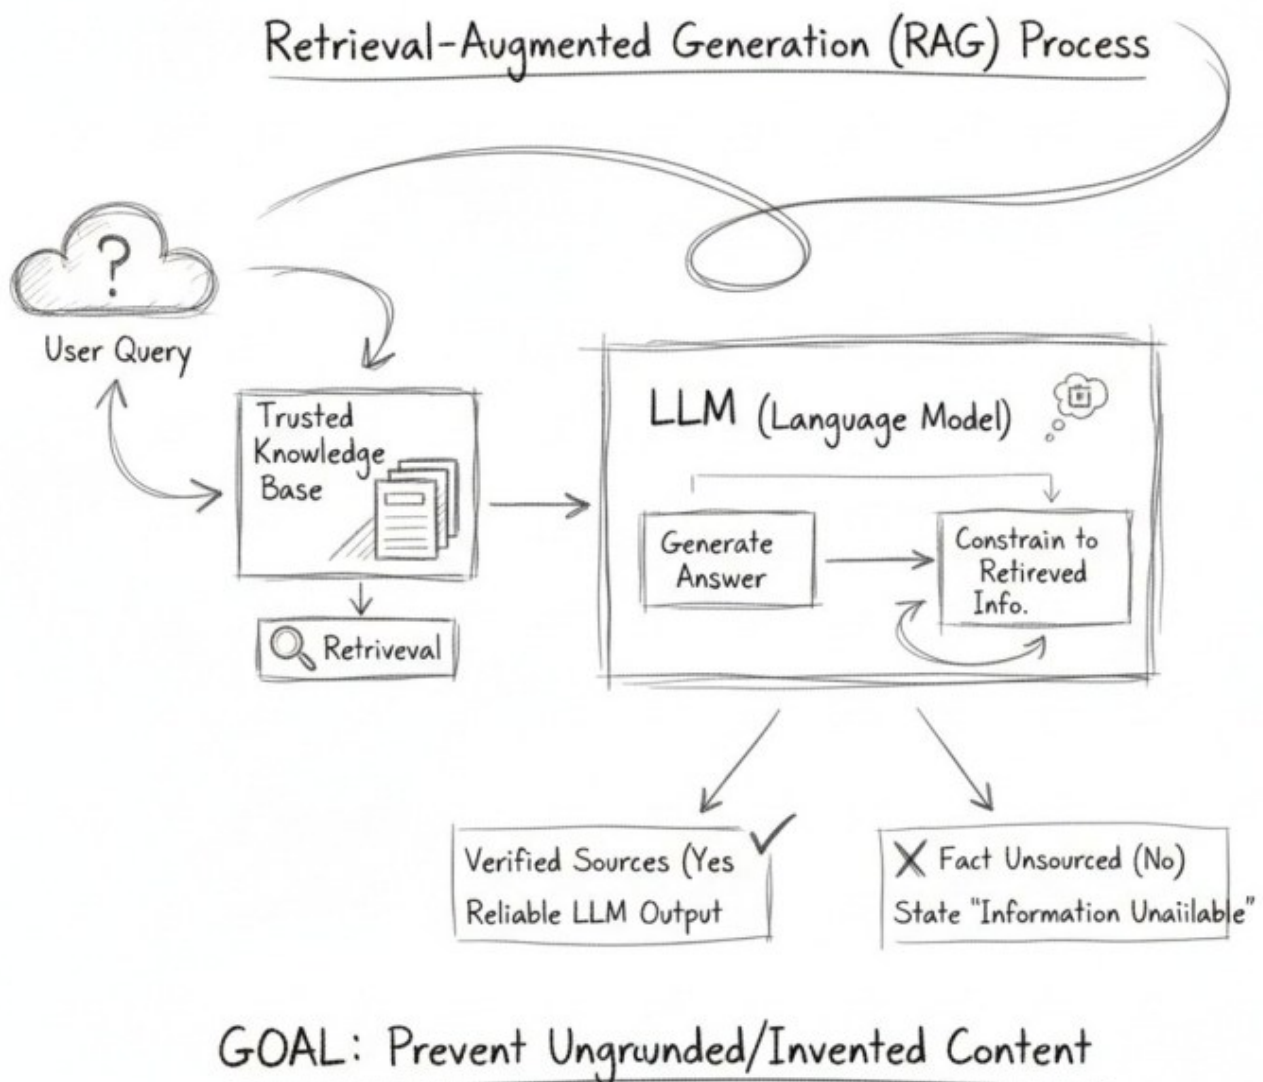 Retrieval-Augmented Generation (RAG) Process
?
User Query
Trusted
Knowledge
Base
Retriveval
LLM (Language Model)
Generate
Answer
Constrain to
Retireved
Info.
Verified Sources (Yes
Reliable LLM Output
Fact Unsourced (No)
State "Information Unaiilable"
GOAL: Prevent Ungrwnded/Invented Content